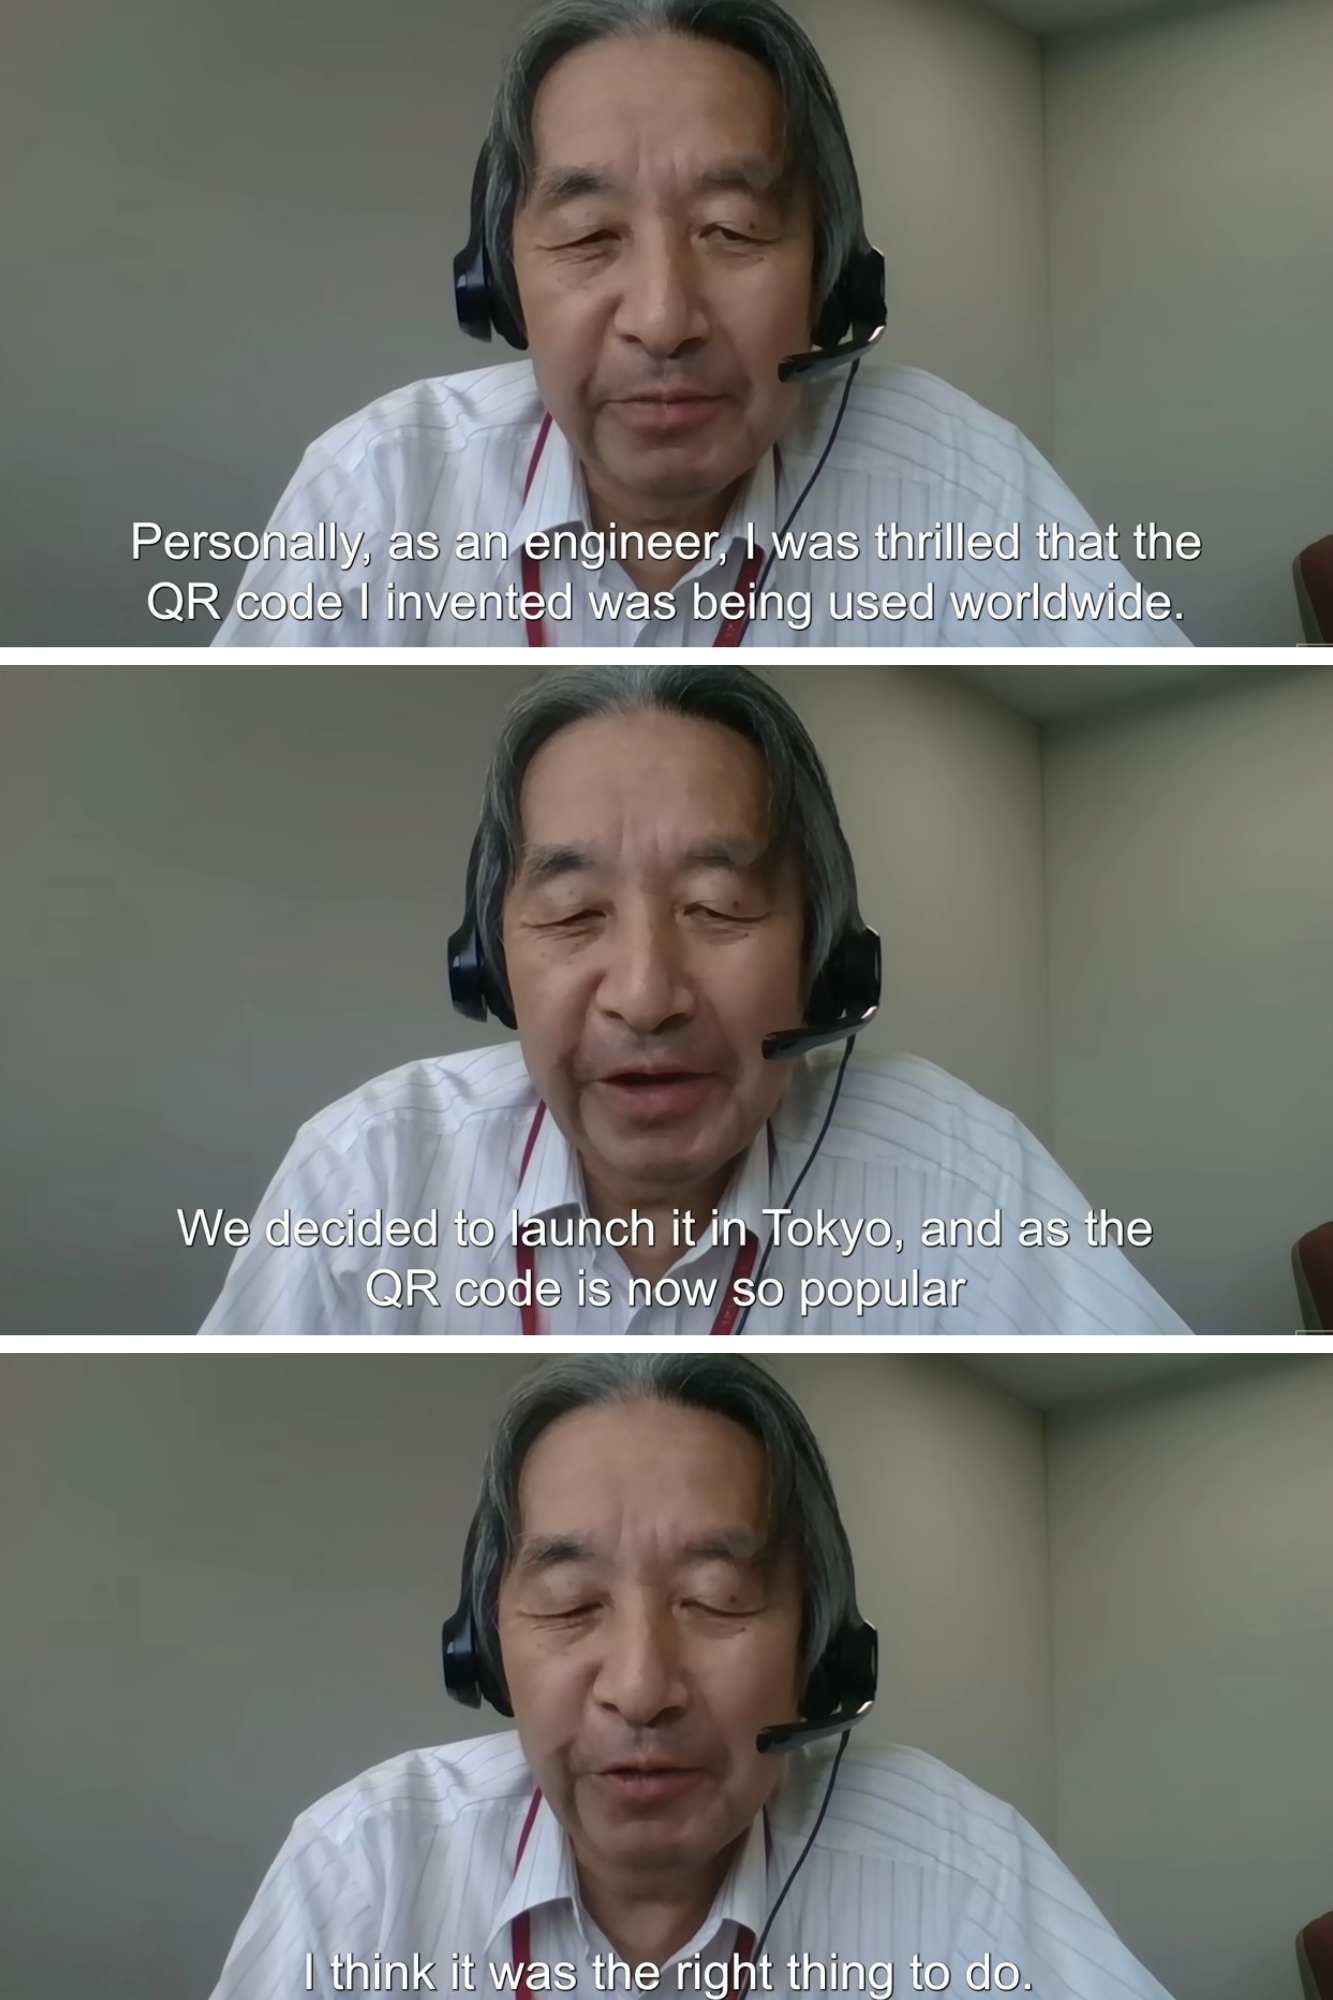 Personally, as an engineer, I was thrilled that the
QR code I invented was being used worldwide.
We decided to launch it in Tokyo, and as the
QR code is now so popular
I think it was the right thing to do.